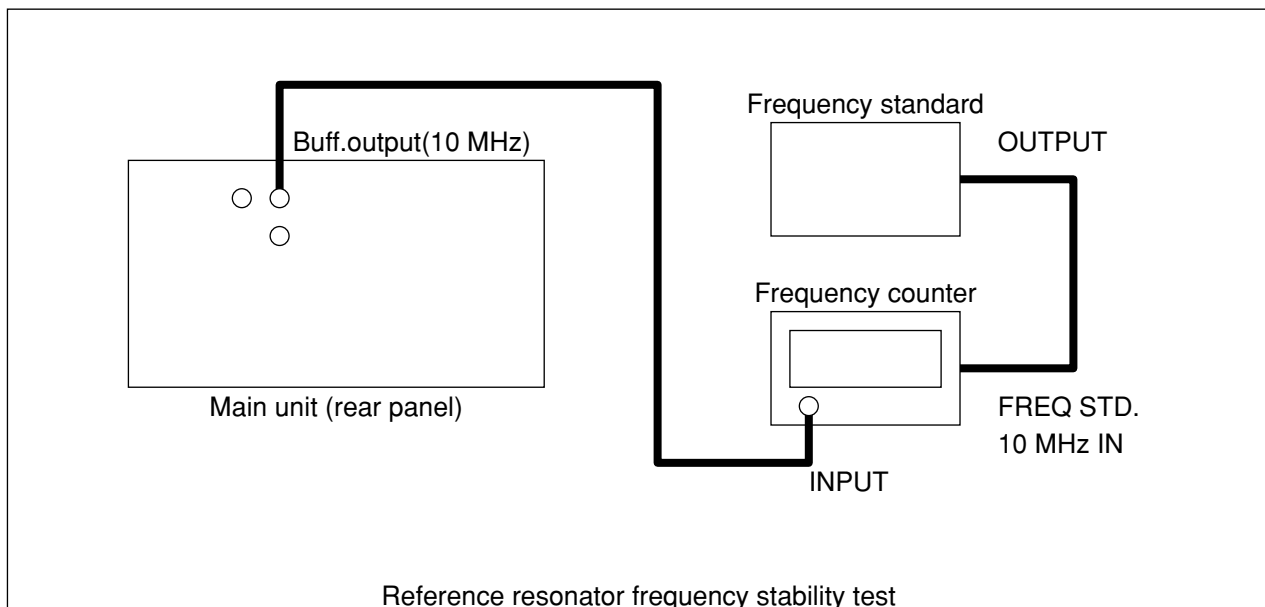 Frequency standard
Buff.output(10 MHz)
OUTPUT
Frequency counter
Main unit (rear panel)
FREQ STD.
10 MHz IN
INPUT
Reference resonator frequency stability test